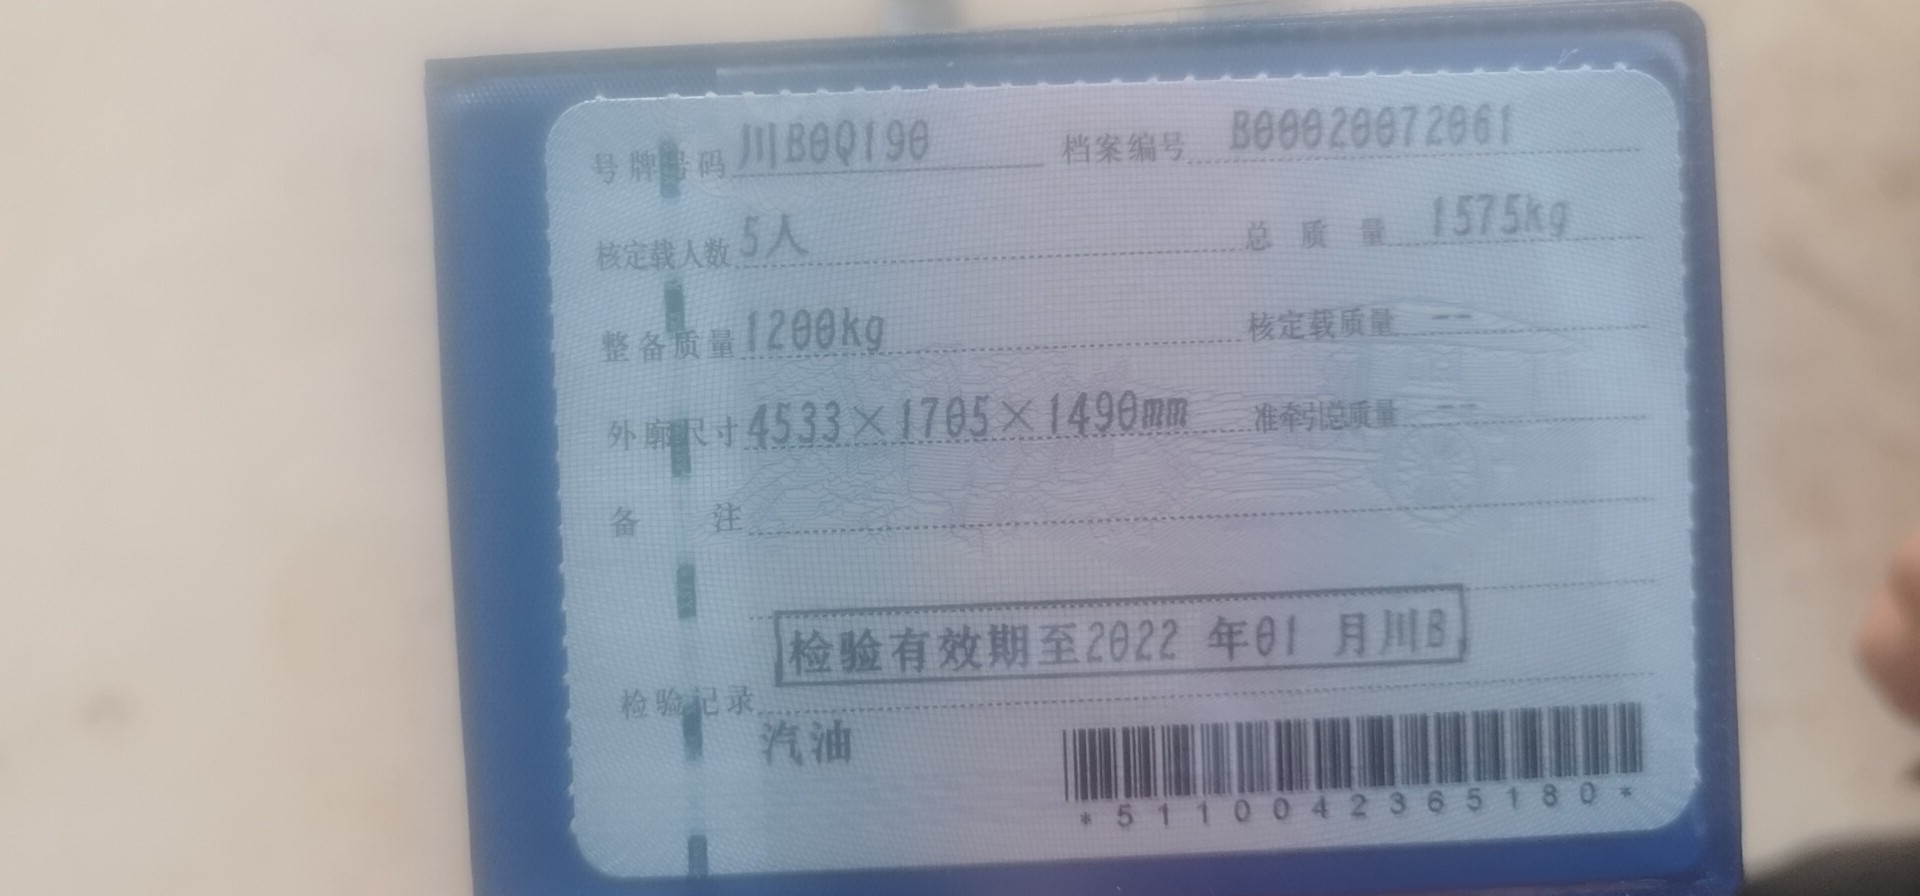 号牌号码 川B0Q190 档案编号 B00020072061
核定载人数 5人 总质量 1575kg
整备质量 1200kg 核定载质量 --
外廓尺寸 4533×1705×1490mm 准牵引总质量 --
备注
检验有效期至2022 年01 月川B
检验记录
汽油
*5110042365180*